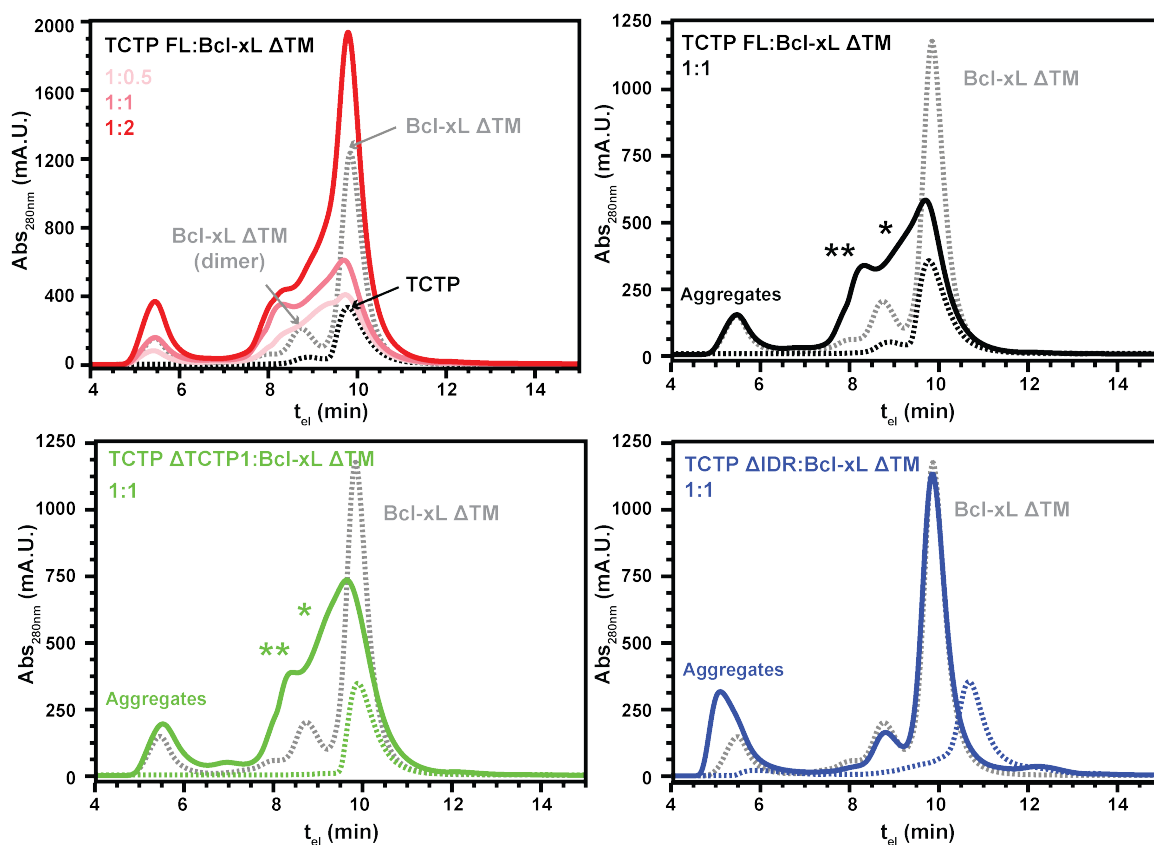 TCTP FL:Bcl-xL ΔTM
1:0.5
1:1
1:2
Bcl-xL ΔTM
Bcl-xL ΔTM
(dimer)
TCTP
2000
1600
1200
800
400
0
4 6 8 10 12 14
Abs280nm (mA.U.)
tel (min)
TCTP FL:Bcl-xL ΔTM
1:1
Bcl-xL ΔTM
**
*
Aggregates
1250
1000
750
500
250
0
4 6 8 10 12 14
Abs280nm (mA.U.)
tel (min)
TCTP ΔTCTP1:Bcl-xL ΔTM
1:1
Bcl-xL ΔTM
*
**
Aggregates
1250
1000
750
500
250
0
4 6 8 10 12 14
Abs280nm (mA.U.)
tel (min)
TCTP ΔIDR:Bcl-xL ΔTM
1:1
Bcl-xL ΔTM
Aggregates
1250
1000
750
500
250
0
4 6 8 10 12 14
Abs280nm (mA.U.)
tel (min)